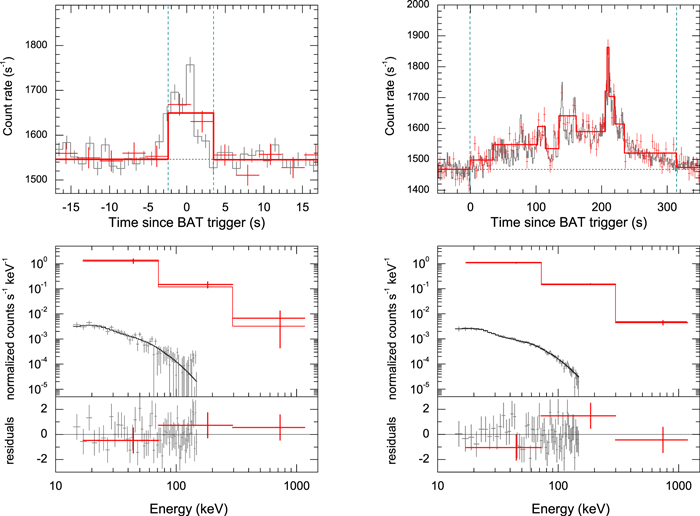 1800
1700
1600
1500
Count rate (s⁻¹)
-15 -10 -5 0 5 10 15
Time since BAT trigger (s)
2000
1900
1800
1700
1600
1500
1400
Count rate (s⁻¹)
0 100 200 300
Time since BAT trigger (s)
10⁰
10⁻¹
10⁻²
10⁻³
10⁻⁴
10⁻⁵
normalized counts s⁻¹ keV⁻¹
2
0
-2
residuals
10 100 1000
Energy (keV)
10⁰
10⁻¹
10⁻²
10⁻³
10⁻⁴
10⁻⁵
normalized counts s⁻¹ keV⁻¹
2
0
-2
residuals
10 100 1000
Energy (keV)